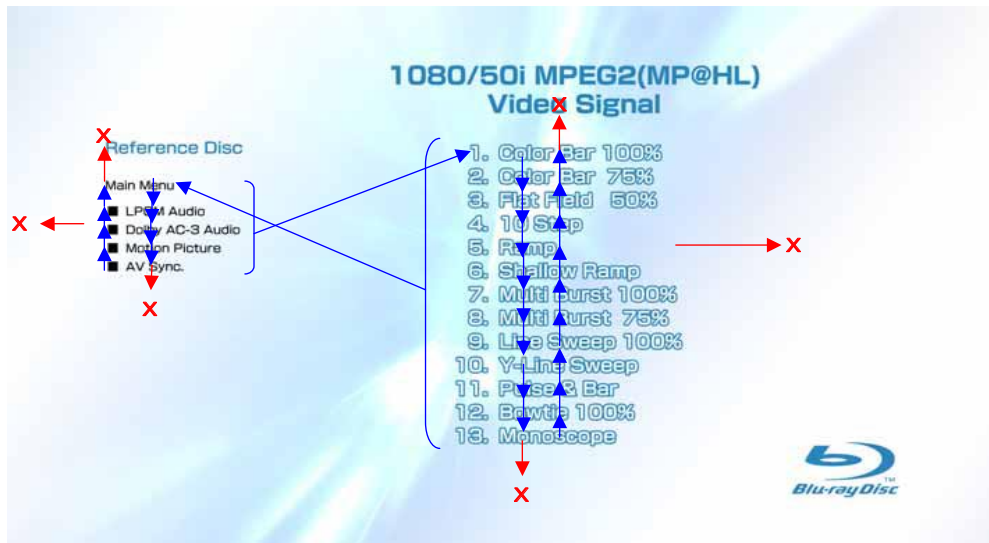 1080/50i MPEG2(MP@HL)
Video Signal
X
X
Reference Disc
Main Menu
■ LPCM Audio
■ Dolby AC-3 Audio
■ Motion Picture
■ AV Sync.
X
X
1. Color Bar 100%
2. Color Bar 75%
3. Flat Field 50%
4. 10 Step
5. Ramp
6. Shallow Ramp
7. Multi Burst 100%
8. Multi Burst 75%
9. Line Sweep 100%
10. Y-Line Sweep
11. Pulse & Bar
12. Bowtie 100%
13. Monoscope
X
X
Blu-ray Disc
TM